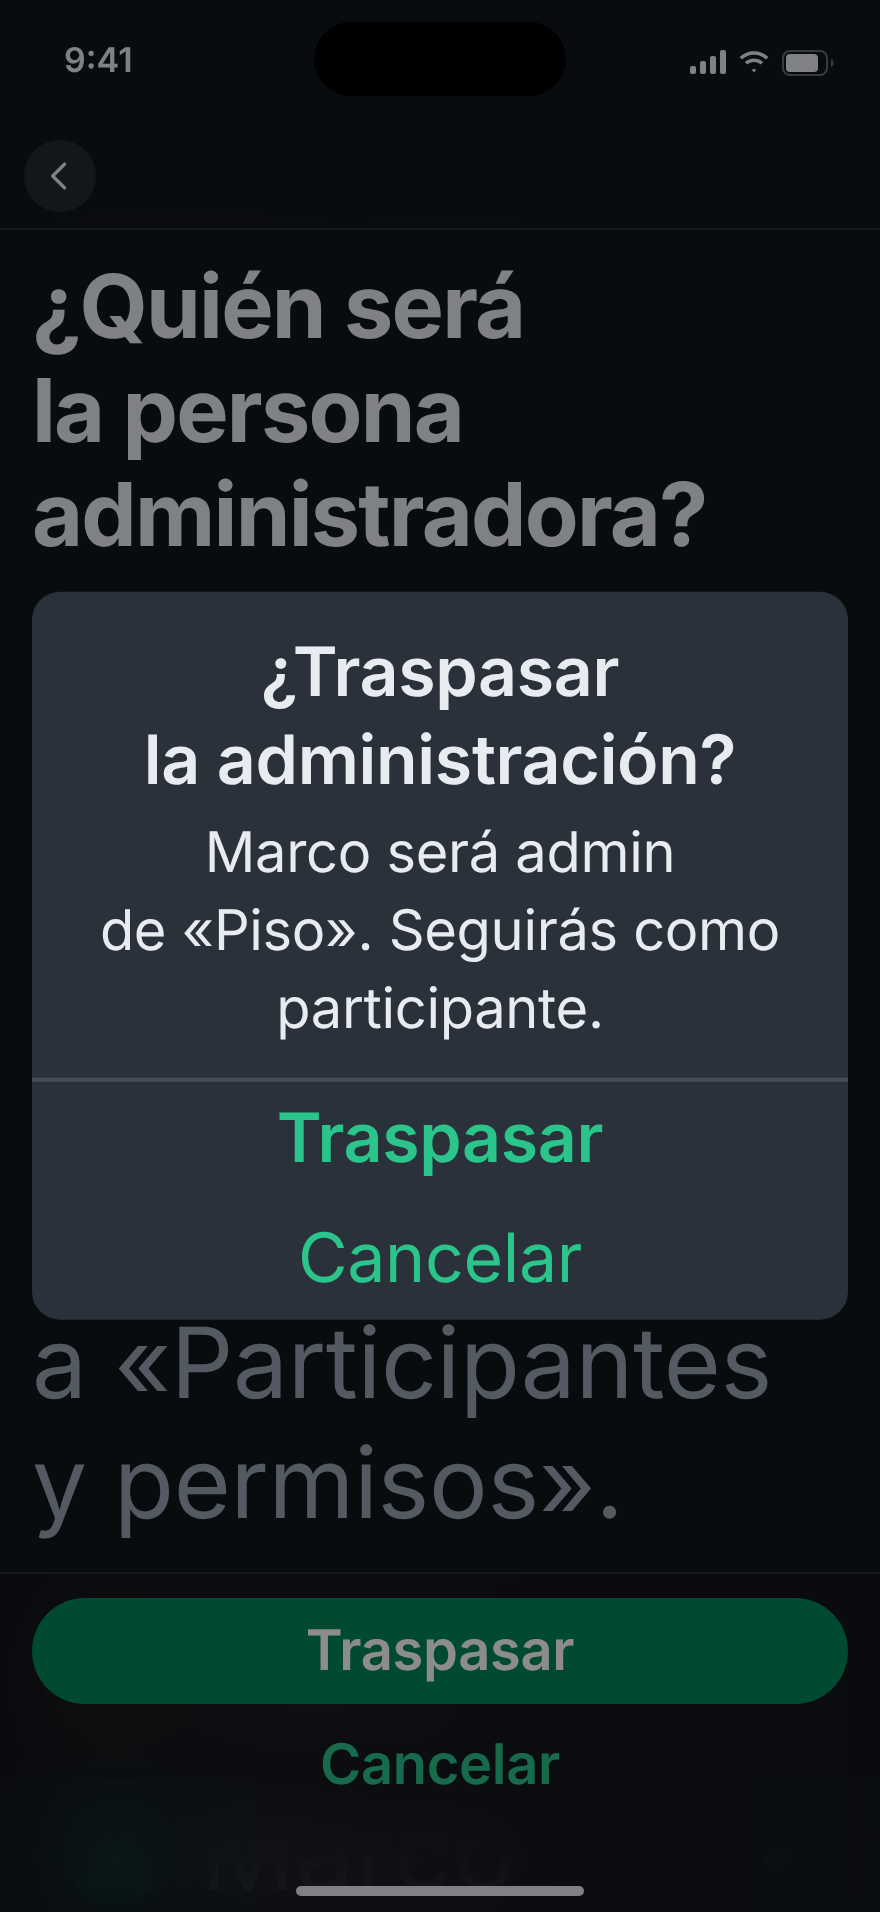 9:41
¿Quién será
la persona
administradora?
¿Traspasar
la administración?
Marco será admin
de «Piso». Seguirás como
participante.
Traspasar
Cancelar
a «Participantes
y permisos».
Traspasar
Cancelar
Marco